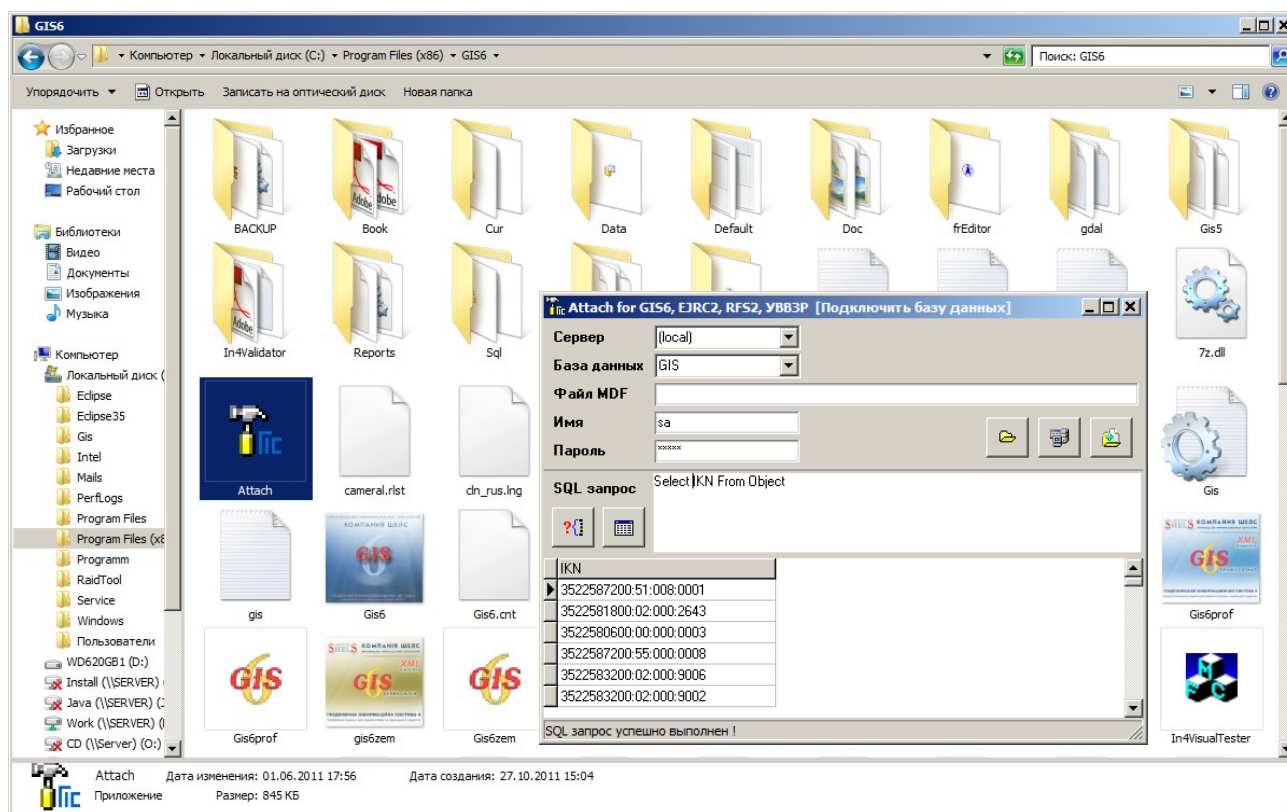 GIS6
Компьютер Локальный диск (C:) Program Files (x86) GIS6
Поиск: GIS6
Упорядочить Открыть Записать на оптический диск Новая папка
Избранное
Загрузки
Недавние места
Рабочий стол
Библиотеки
Видео
Документы
Изображения
Музыка
Компьютер
Локальный диск (
Eclipse
Eclipse35
Gis
Intel
Mails
PerfLogs
Program Files
Program Files (x8
Programm
RaidTool
Service
Windows
Пользователи
WD620GB1 (D:)
Install (\\SERVER)
Java (\\SERVER) (
Work (\\SERVER) (
CD (\\Server) (O:)
BACKUP Book Cur Data Default Doc frEditor gdal Gis5
In4Validator Reports Sql 7z.dll
Attach cameral.rlst cln_rus.lng Gis
gis Gis6 Gis6.cnt Gis6prof
Gis6prof gis6zem Gis6zem In4VisualTester
Attach for GIS6, EJRC2, RFS2, УВВЗР [Подключить базу данных]
Сервер (local)
База данных GIS
Файл MDF
Имя sa
Пароль xxxxx
SQL запрос Select IKN From Object
IKN
3522587200:51:008:0001
3522581800:02:000:2643
3522580600:00:000:0003
3522587200:55:000:0008
3522583200:02:000:9006
3522583200:02:000:9002
SQL запрос успешно выполнен !
Attach Дата изменения: 01.06.2011 17:56 Дата создания: 27.10.2011 15:04
Приложение Размер: 845 КБ